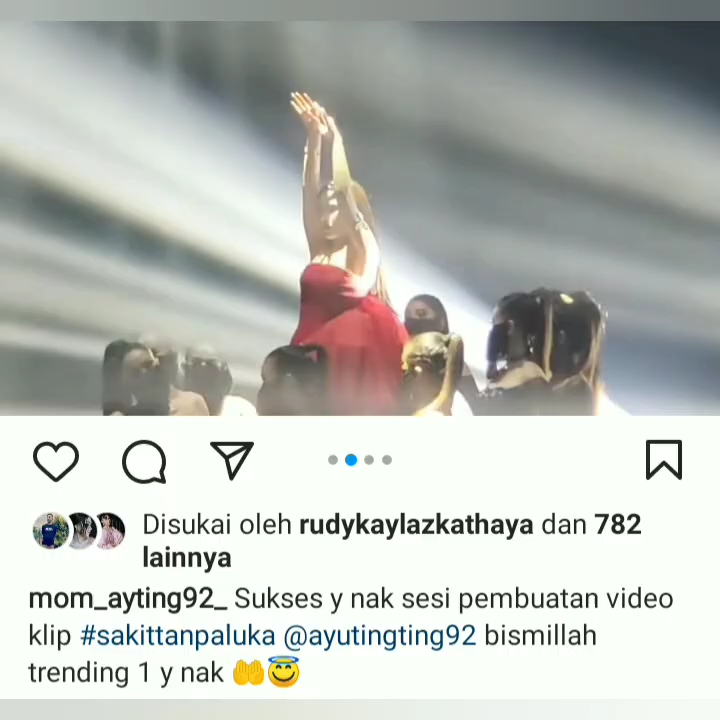 Disukai oleh rudykaylazkathaya dan 782
lainnya
mom_ayting92_ Sukses y nak sesi pembuatan video
klip #sakittanpaluka @ayutingting92 bismillah
trending 1 y nak 🤲😇